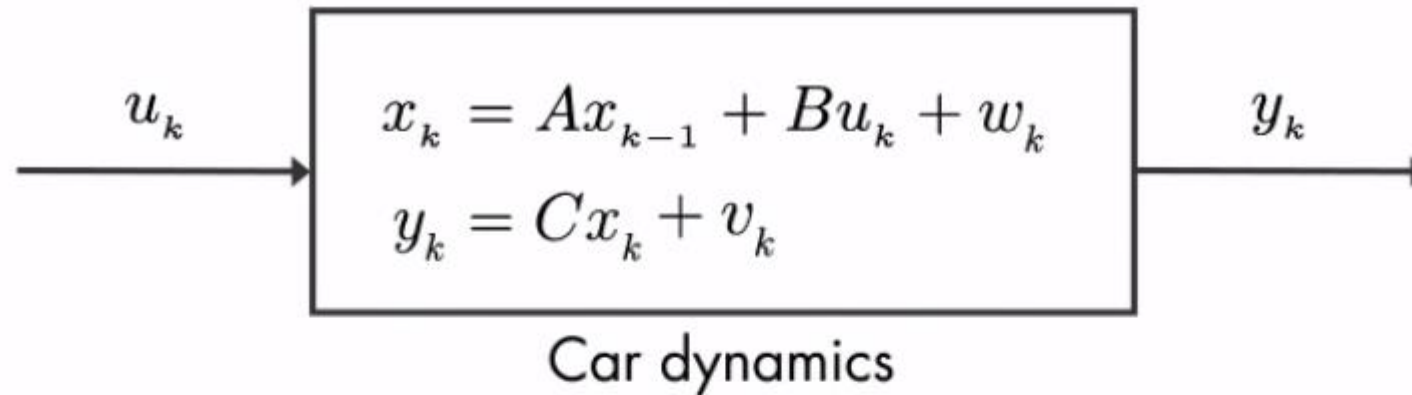 u_k
x_k = Ax_{k-1} + Bu_k + w_k
y_k
y_k = Cx_k + v_k
Car dynamics